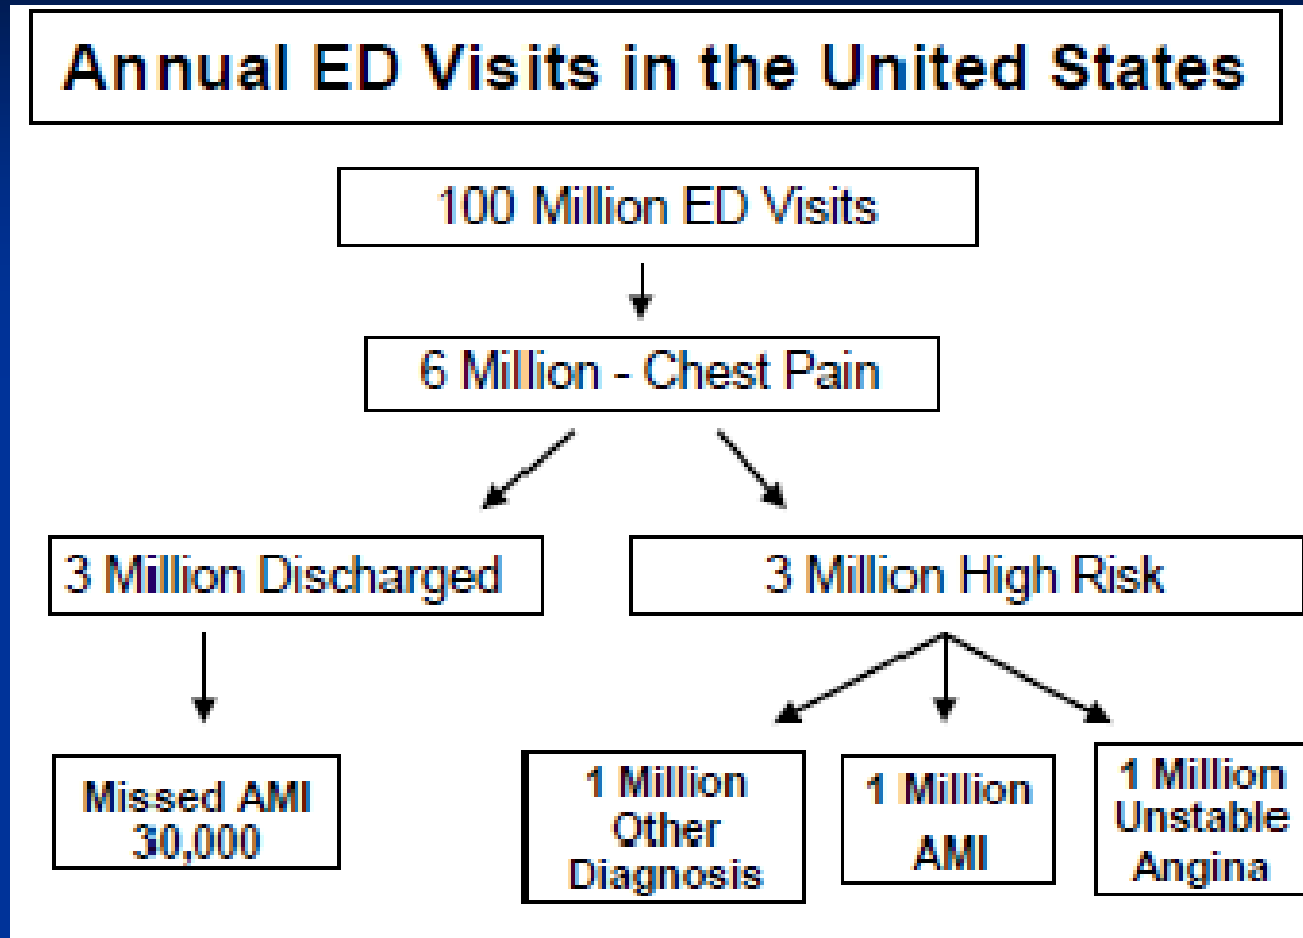 Annual ED Visits in the United States
100 Million ED Visits
6 Million - Chest Pain
3 Million Discharged
3 Million High Risk
Missed AMI
30,000
1 Million
Other
Diagnosis
1 Million
AMI
1 Million
Unstable
Angina